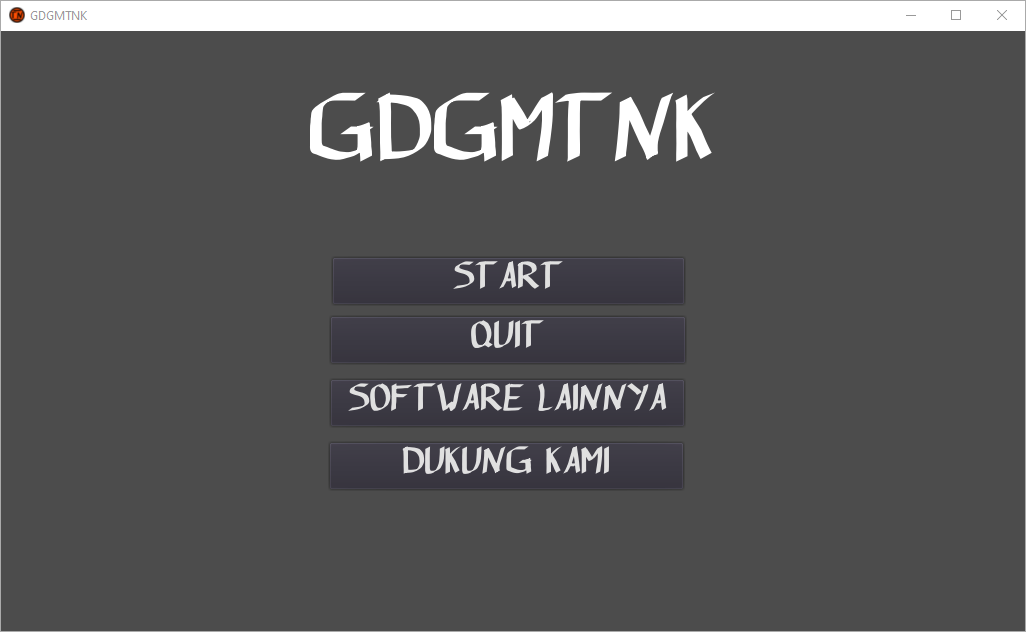 GDGMTNK
GDGMTNK
START
QUIT
SOFTWARE LAINNYA
DUKUNG KAMI